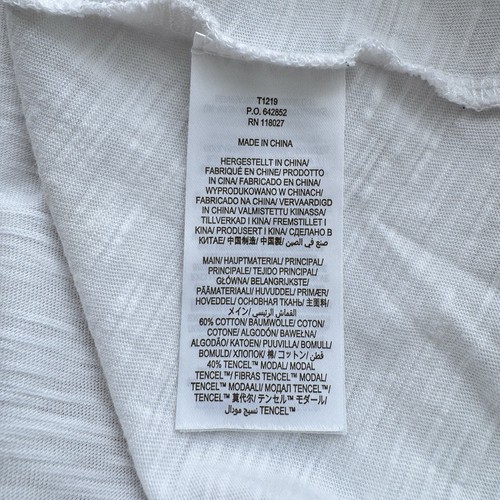 T1219
P.O. 642852
RN 118027
MADE IN CHINA
HERGESTELLT IN CHINA/
FABRIQUÉ EN CHINE/ PRODOTTO
IN CINA/ FABRICADO EN CHINA/
WYPRODUKOWANO W CHINACH/
FABRICADO NA CHINA/ VERVAARDIGD
IN CHINA/ VALMISTETTU KIINASSA/
TILLVERKAD I KINA/ FREMSTILLET I
KINA/ PRODUSERT I KINA/ СДЕЛАНО В
КИТАЕ/ 中国制造/ 中国製/ صنع في الصين/
MAIN/ HAUPTMATERIAL/ PRINCIPAL/
PRINCIPALE/ TEJIDO PRINCIPAL/
GŁÓWNA/ BELANGRIJKSTE/
PÄÄMATERIAALI/ HUVUDDEL/ PRIMÆR/
HOVEDDEL/ ОСНОВНАЯ ТКАНЬ/ 主面料/
メイン/ القماش الرئيسي/
60% COTTON/ BAUMWOLLE/ COTON/
COTONE/ ALGODÓN/ BAWEŁNA/
ALGODÃO/ KATOEN/ PUUVILLA/ BOMULL/
BOMULD/ ХЛОПОК/ 棉/ コットン/ قطن/
40% TENCEL™ MODAL/ MODAL
TENCEL™/ FIBRAS TENCEL™ MODAL/
TENCEL™ MODAALI/ МОДАЛ TENCEL™/
TENCEL™ 莫代尔/ テンセル™ モダール/
TENCEL™ نسيج مودال